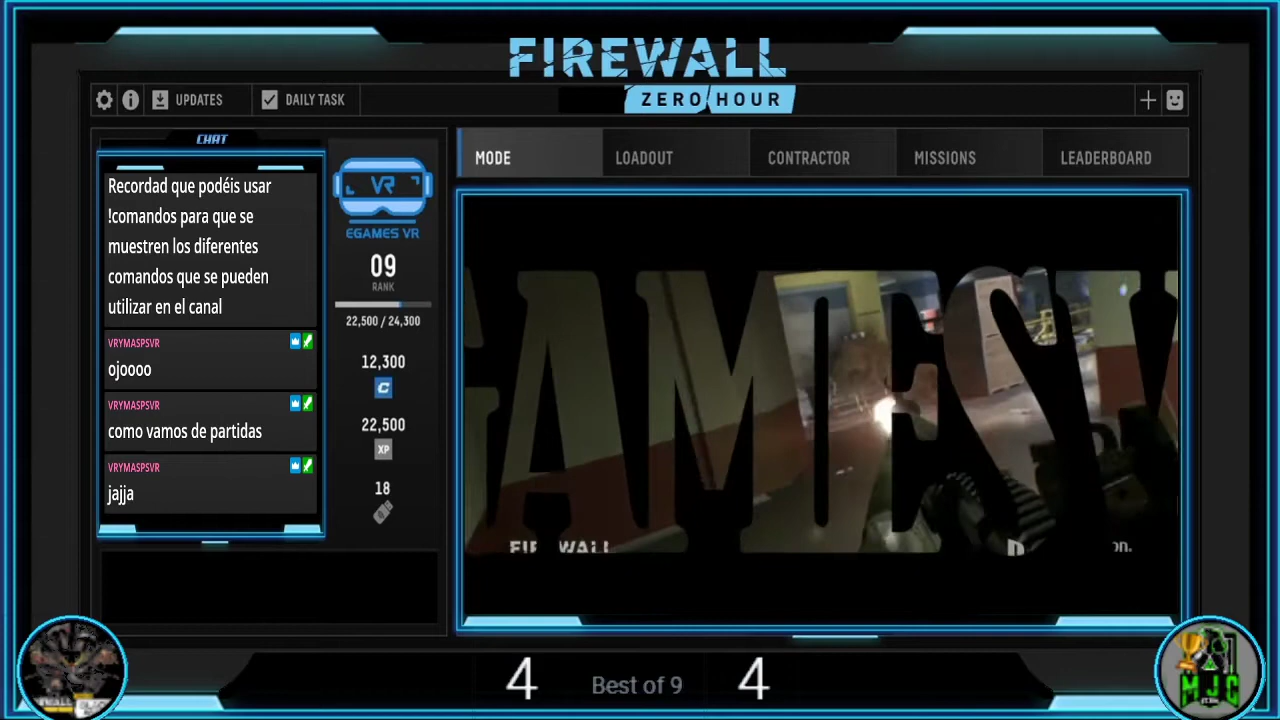 FIREWALL
ZERO HOUR
UPDATES
DAILY TASK
CHAT
Recordad que podéis usar
!comandos para que se
muestren los diferentes
comandos que se pueden
utilizar en el canal
VRYMASPSVR
ojoooo
VRYMASPSVR
como vamos de partidas
VRYMASPSVR
jajja
VR
EGAMES VR
09
RANK
22,500 / 24,300
12,300
C
22,500
XP
18
MODE
LOADOUT
CONTRACTOR
MISSIONS
LEADERBOARD
GAMESV
FIREWALL
4
Best of 9
4
MJC